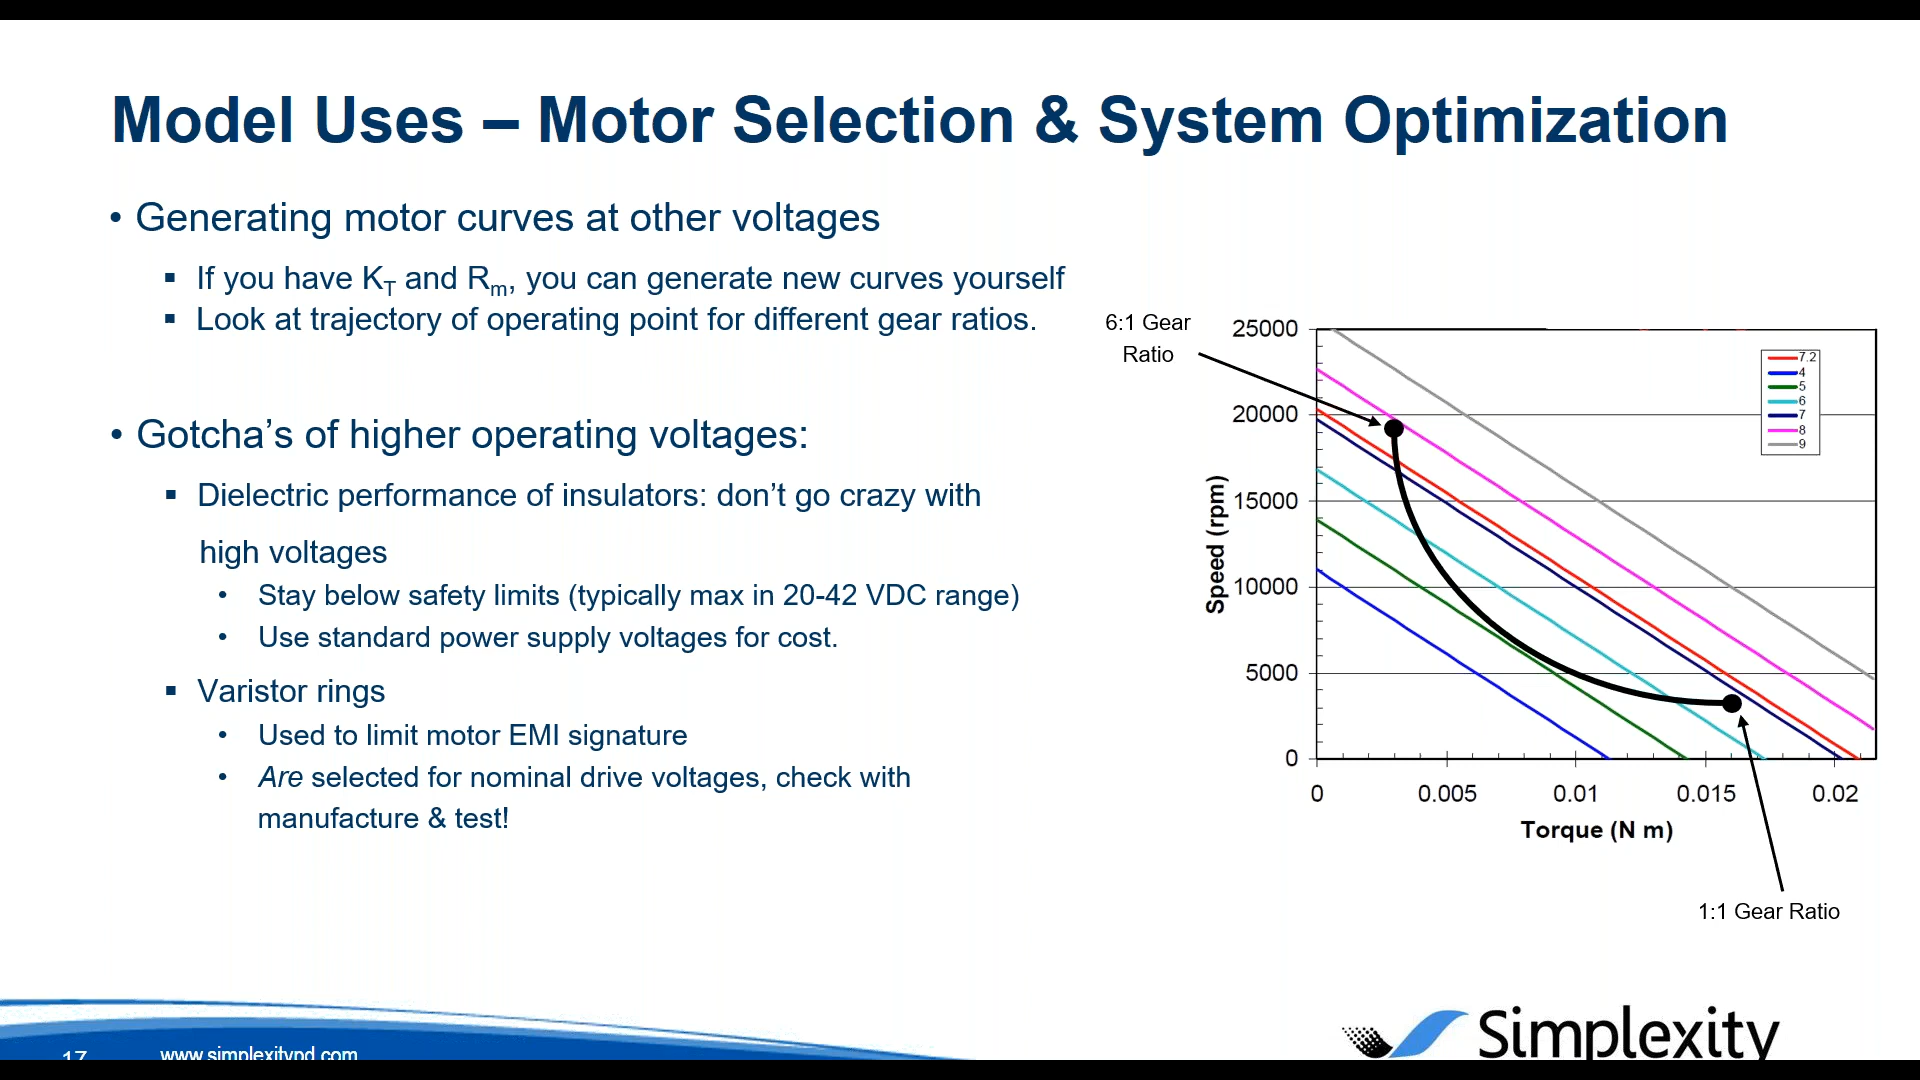 Model Uses – Motor Selection & System Optimization
• Generating motor curves at other voltages
▪ If you have KT and Rm, you can generate new curves yourself
▪ Look at trajectory of operating point for different gear ratios.
• Gotcha’s of higher operating voltages:
▪ Dielectric performance of insulators: don’t go crazy with
high voltages
• Stay below safety limits (typically max in 20-42 VDC range)
• Use standard power supply voltages for cost.
▪ Varistor rings
• Used to limit motor EMI signature
• Are selected for nominal drive voltages, check with
manufacture & test!
6:1 Gear
Ratio
25000
20000
15000
10000
5000
0
Speed (rpm)
7.2
4
5
6
7
8
9
0 0.005 0.01 0.015 0.02
Torque (N m)
1:1 Gear Ratio
17
www.simplexitypd.com
Simplexity